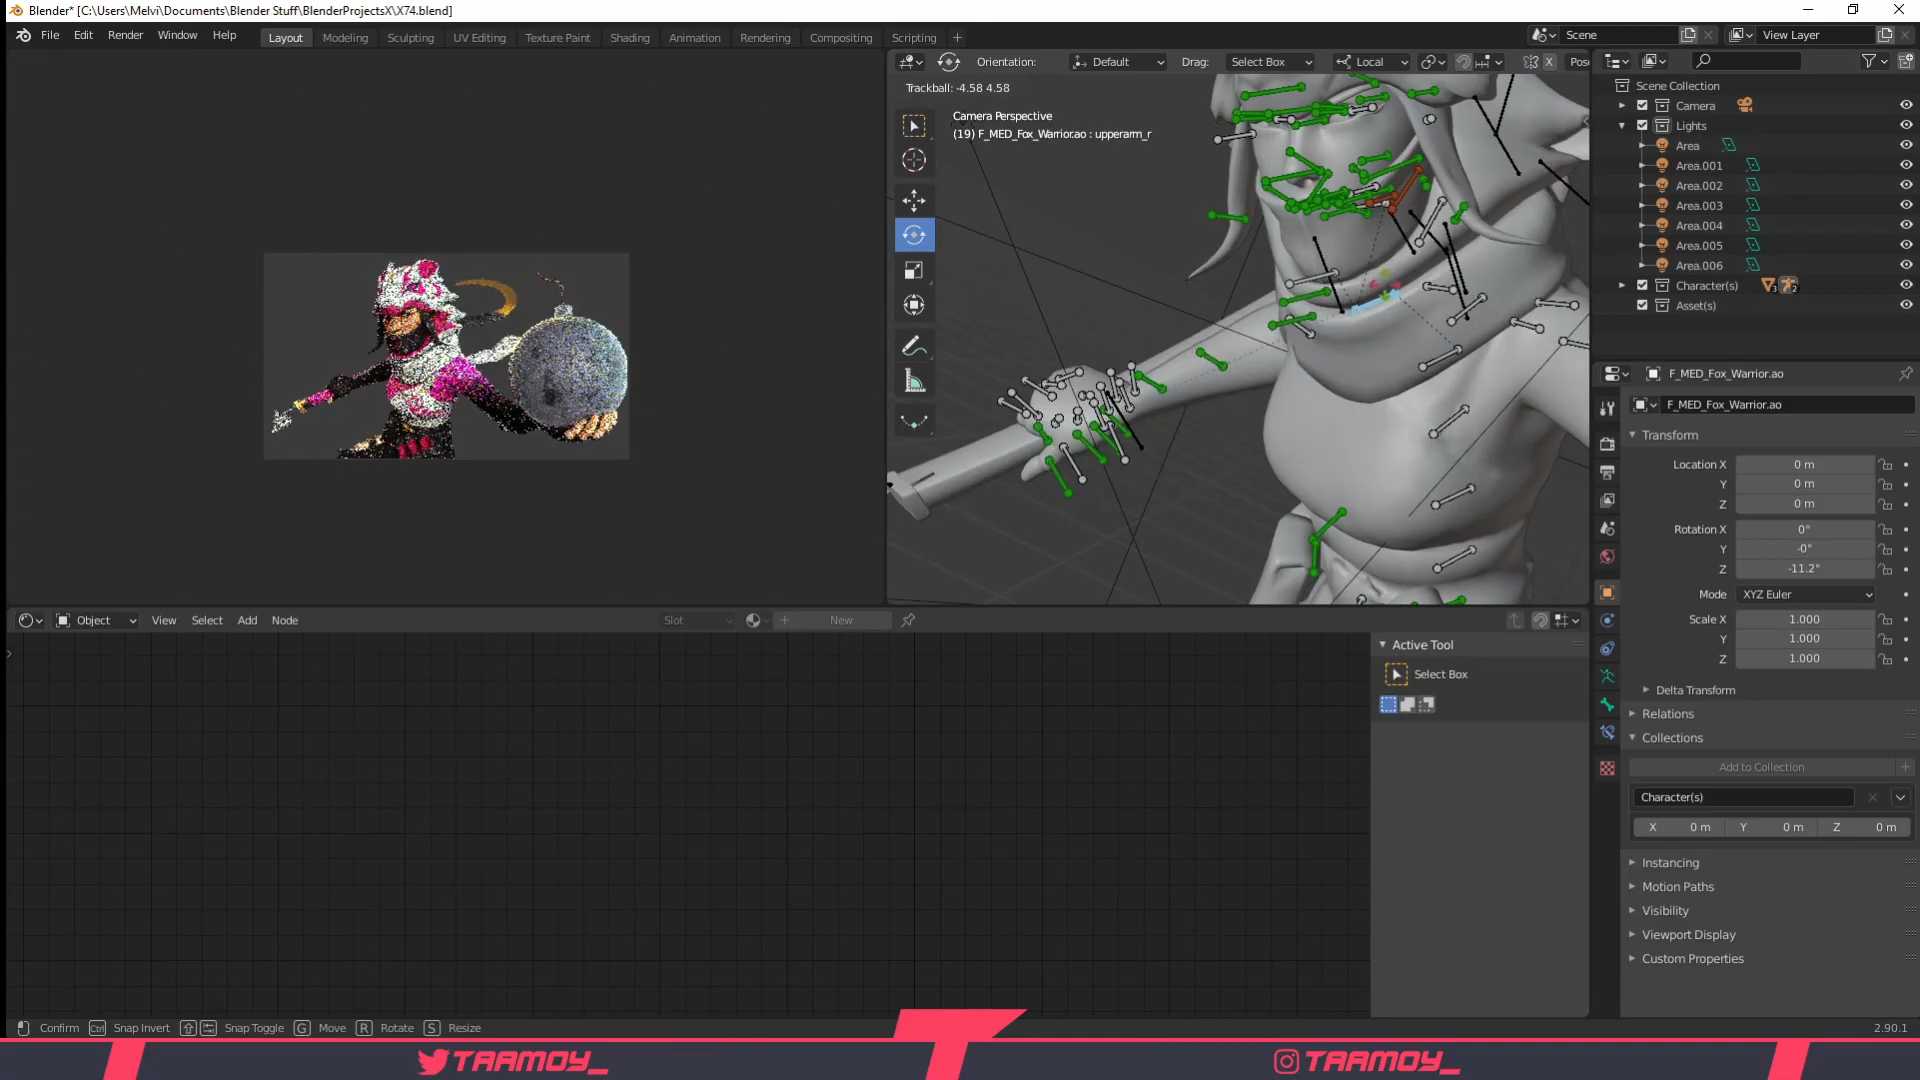 Blender* [C:\Users\Melvi\Documents\Blender Stuff\BlenderProjectsX\X74.blend]
File Edit Render Window Help Layout Modeling Sculpting UV Editing Texture Paint Shading Animation Rendering Compositing Scripting + Scene View Layer
Orientation: Default Drag: Select Box Local X Pos
Trackball: -4.58 4.58
Camera Perspective
(19) F_MED_Fox_Warrior.ao : upperarm_r
Scene Collection
Camera
Lights
Area
Area.001
Area.002
Area.003
Area.004
Area.005
Area.006
Character(s) 3 2
Asset(s)
F_MED_Fox_Warrior.ao
F_MED_Fox_Warrior.ao
Transform
Location X 0 m
Y 0 m
Z 0 m
Rotation X 0°
Y -0°
Z -11.2°
Mode XYZ Euler
Scale X 1.000
Y 1.000
Z 1.000
Delta Transform
Relations
Collections
Add to Collection
Character(s)
X 0 m Y 0 m Z 0 m
Instancing
Motion Paths
Visibility
Viewport Display
Custom Properties
Object View Select Add Node Slot New
Active Tool
Select Box
Confirm Ctrl Snap Invert Snap Toggle G Move R Rotate S Resize 2.90.1
TAAMOY_ TAAMOY_